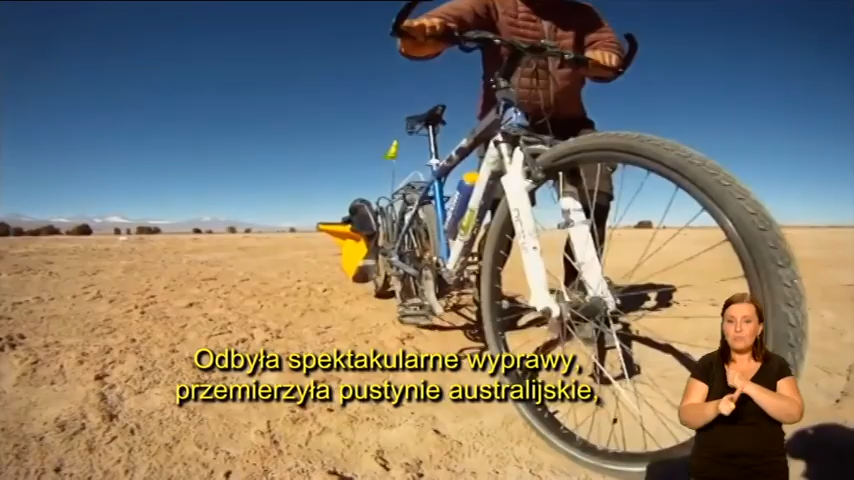 Odbyła spektakularne wyprawy,
przemierzyła pustynie australijskie,